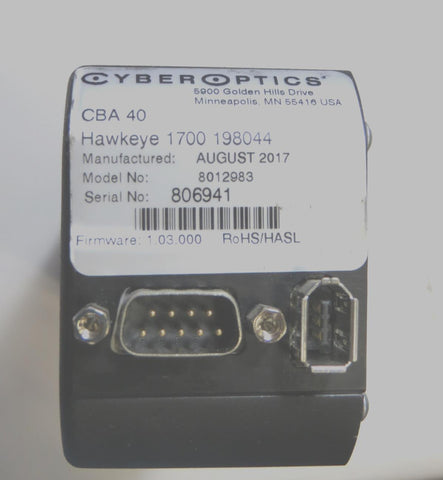 CYBEROPTICS
5900 Golden Hills Drive
Minneapolis, MN 55416 USA
CBA 40
Hawkeye 1700 198044
Manufactured: AUGUST 2017
Model No: 8012983
Serial No: 806941
Firmware: 1.03.000 RoHS/HASL